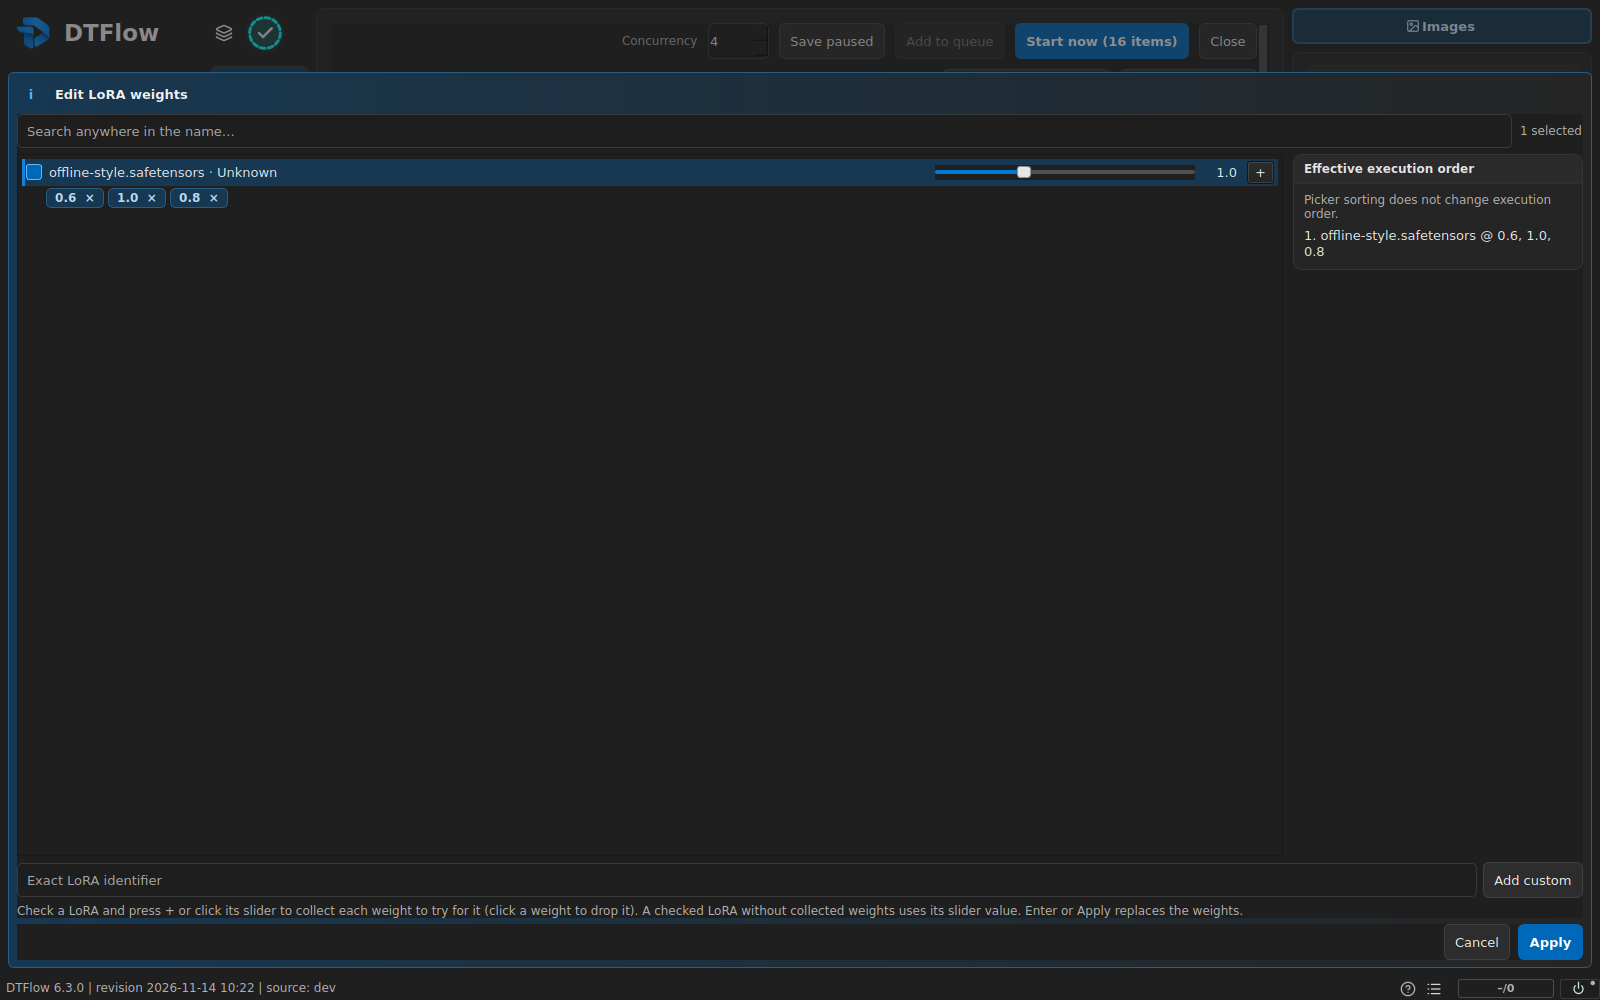 DTFlow
Concurrency 4 Save paused Add to queue Start now (16 items) Close
Images
i Edit LoRA weights
Search anywhere in the name...
1 selected
offline-style.safetensors · Unknown 1.0 +
0.6 × 1.0 × 0.8 ×
Effective execution order
Picker sorting does not change execution
order.
1. offline-style.safetensors @ 0.6, 1.0,
0.8
Exact LoRA identifier
Add custom
Check a LoRA and press + or click its slider to collect each weight to try for it (click a weight to drop it). A checked LoRA without collected weights uses its slider value. Enter or Apply replaces the weights.
Cancel Apply
DTFlow 6.3.0 | revision 2026-11-14 10:22 | source: dev
-/0